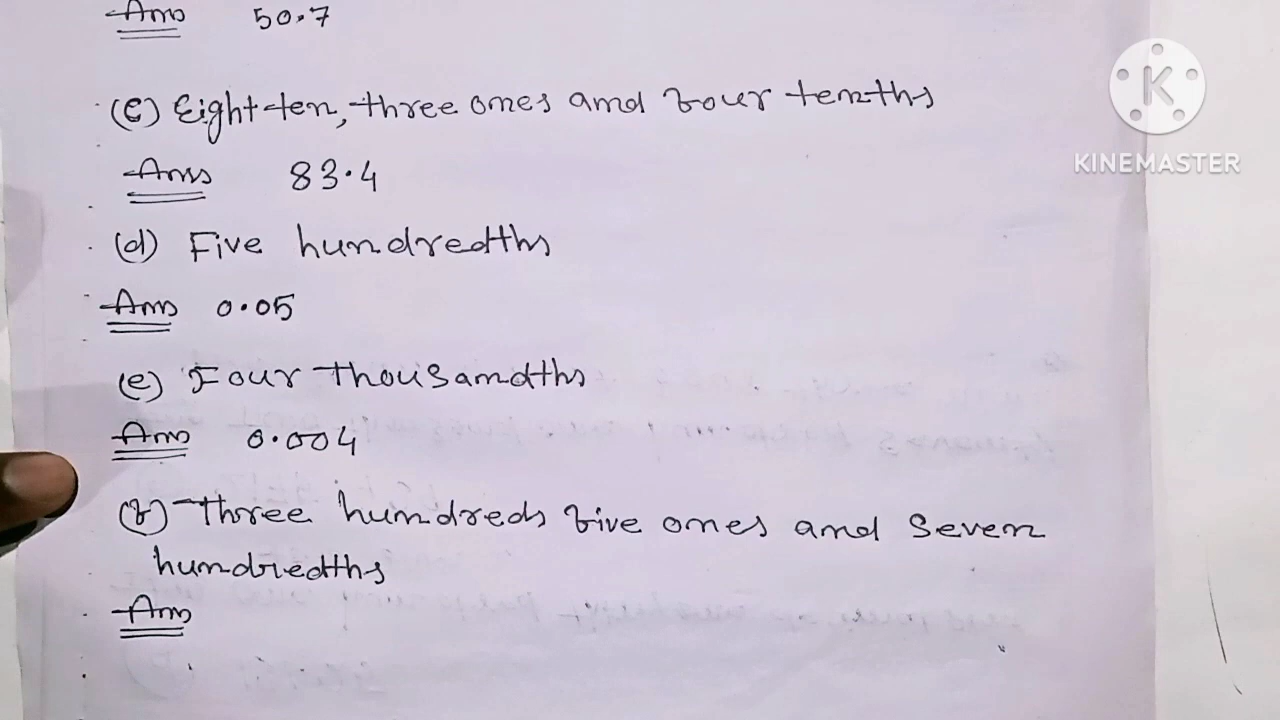 Ans 50.7
(c) Eight ten, three ones and four tenths
Ans 83.4
(d) Five hundredths
Ans 0.05
(e) Four thousandths
Ans 0.004
(f) Three hundreds five ones and seven
hundredths
Ans
KINEMASTER